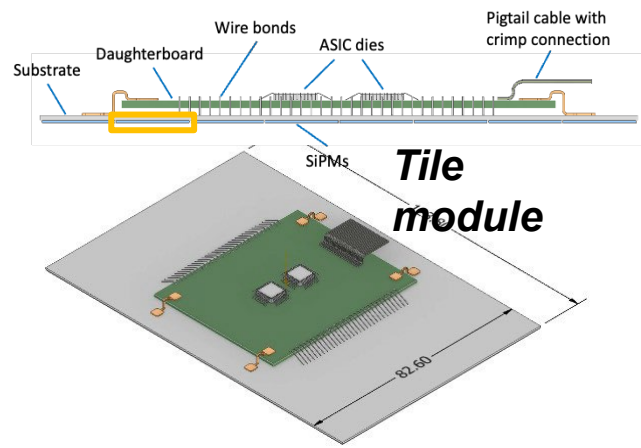 Pigtail cable with
crimp connection
Wire bonds
ASIC dies
Daughterboard
Substrate
SiPMs
Tile
module
82.60